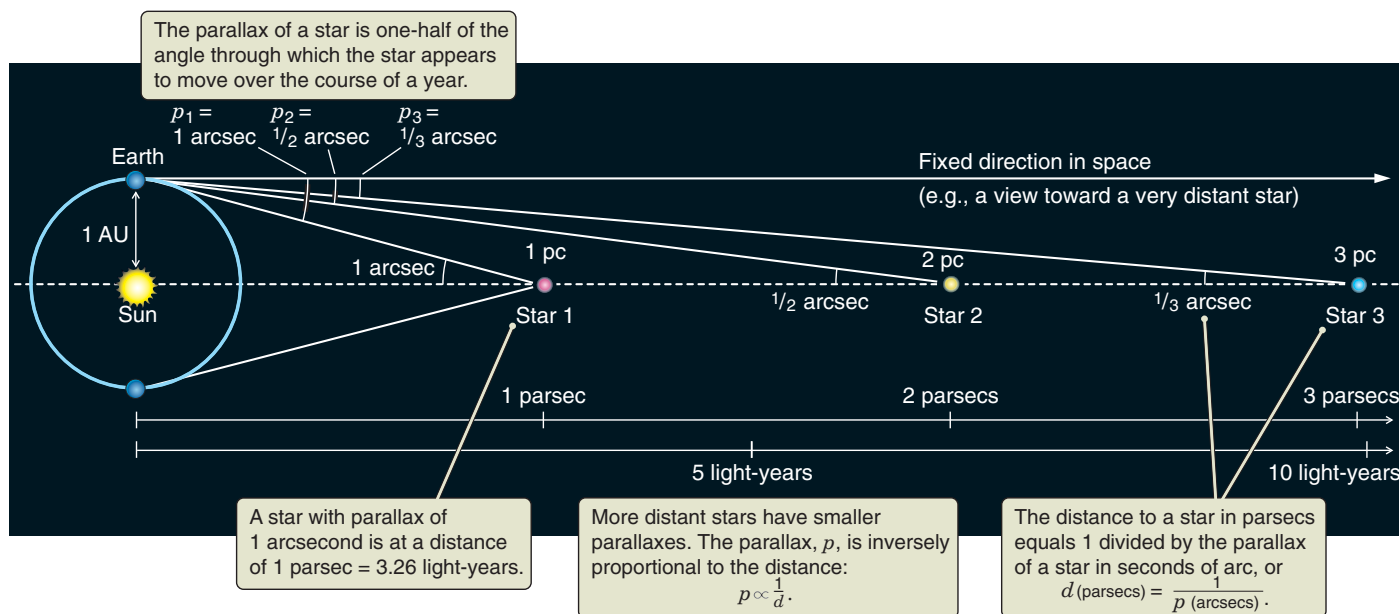 The parallax of a star is one-half of the
angle through which the star appears
to move over the course of a year.
p₁ =
1 arcsec
p₂ =
1/2 arcsec
p₃ =
1/3 arcsec
Earth
Fixed direction in space
(e.g., a view toward a very distant star)
1 AU
1 arcsec
1 pc
2 pc
3 pc
1/2 arcsec
1/3 arcsec
Sun
Star 1
Star 2
Star 3
1 parsec
2 parsecs
3 parsecs
5 light-years
10 light-years
A star with parallax of
1 arcsecond is at a distance
of 1 parsec = 3.26 light-years.
More distant stars have smaller
parallaxes. The parallax, p, is inversely
proportional to the distance:
p ∝ 1/d.
The distance to a star in parsecs
equals 1 divided by the parallax
of a star in seconds of arc, or
d (parsecs) = 1/p (arcsecs).